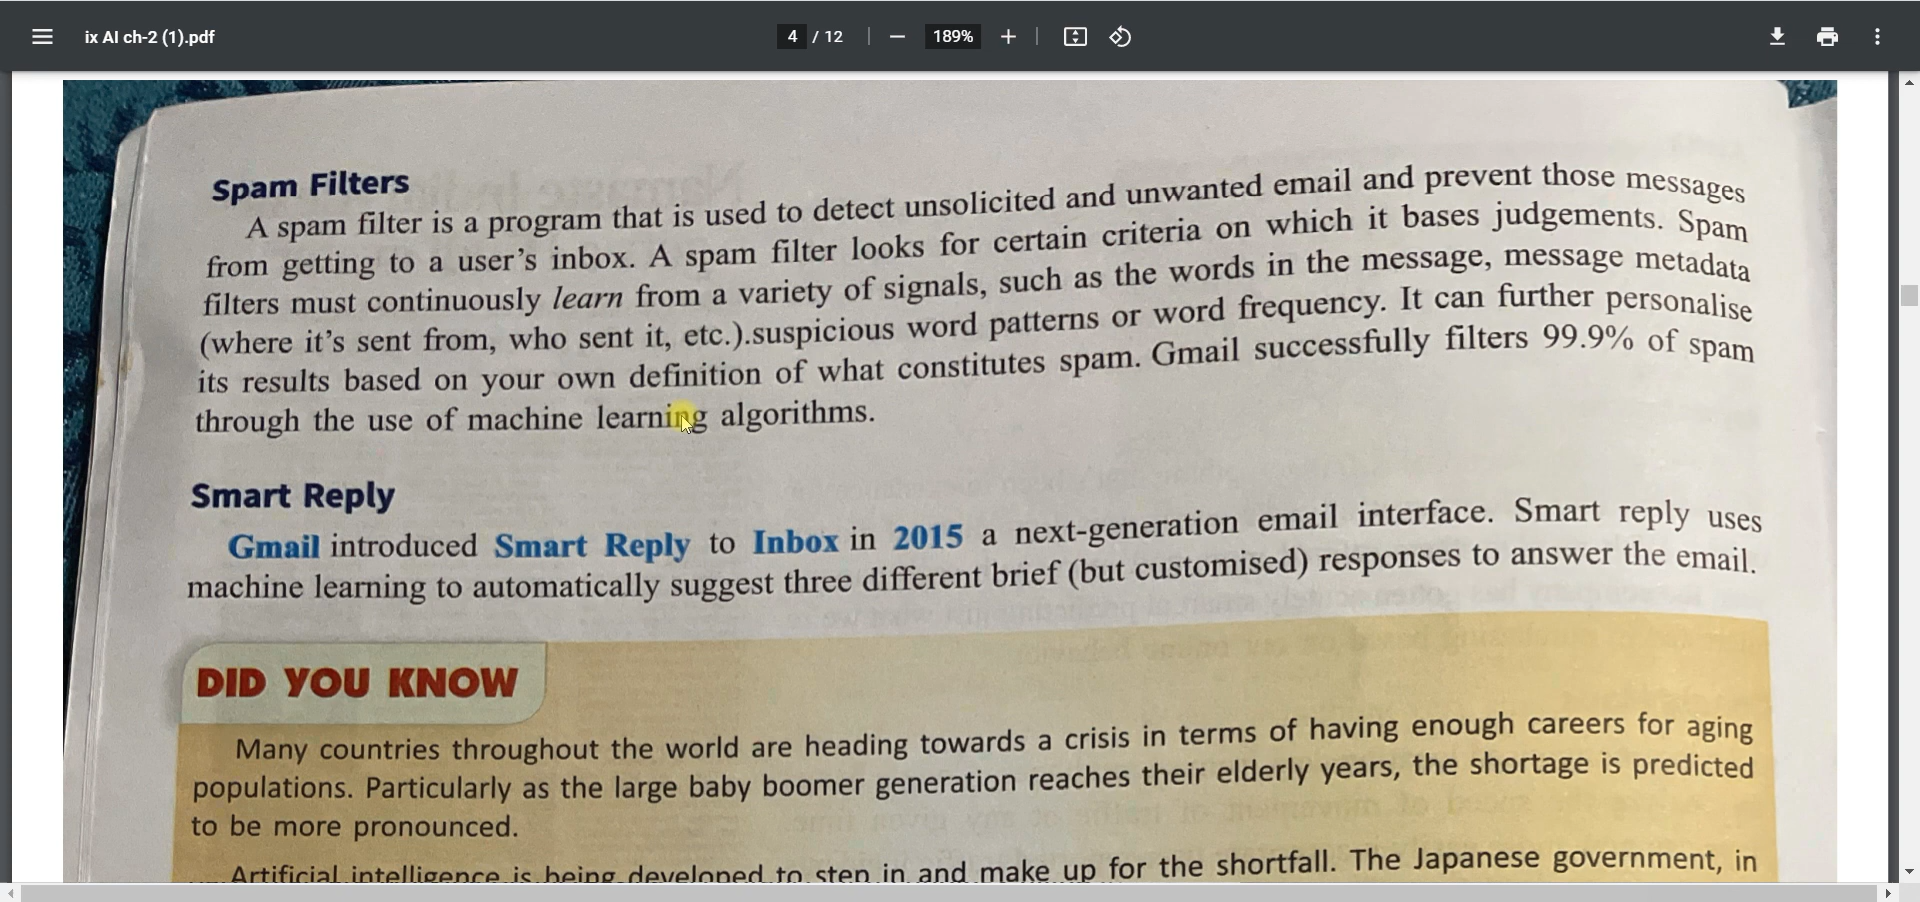 ix AI ch-2 (1).pdf
4 / 12
189%
Spam Filters
A spam filter is a program that is used to detect unsolicited and unwanted email and prevent those messages
from getting to a user's inbox. A spam filter looks for certain criteria on which it bases judgements. Spam
filters must continuously learn from a variety of signals, such as the words in the message, message metadata
(where it's sent from, who sent it, etc.).suspicious word patterns or word frequency. It can further personalise
its results based on your own definition of what constitutes spam. Gmail successfully filters 99.9% of spam
through the use of machine learning algorithms.
Smart Reply
Gmail introduced Smart Reply to Inbox in 2015 a next-generation email interface. Smart reply uses
machine learning to automatically suggest three different brief (but customised) responses to answer the email.
DID YOU KNOW
Many countries throughout the world are heading towards a crisis in terms of having enough careers for aging
populations. Particularly as the large baby boomer generation reaches their elderly years, the shortage is predicted
to be more pronounced.
Artificial intelligence is being developed to step in and make up for the shortfall. The Japanese government, in